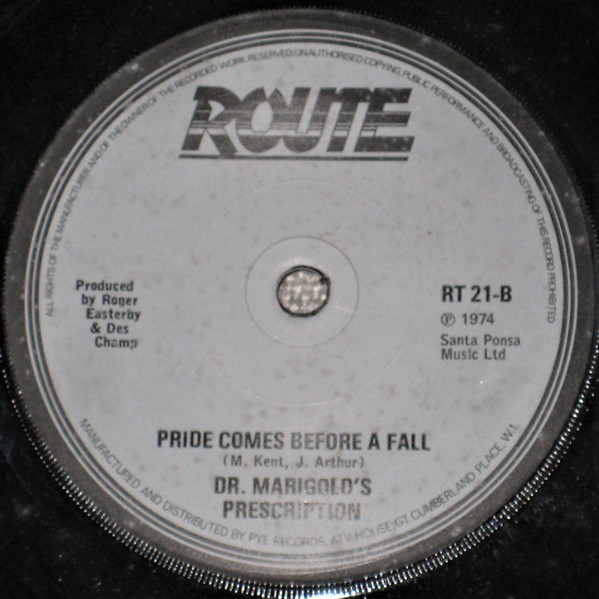 ALL RIGHTS OF THE MANUFACTURER AND OF THE OWNER OF THE RECORDED WORK RESERVED. UNAUTHORISED COPYING, PUBLIC PERFORMANCE AND BROADCASTING OF THIS RECORD PROHIBITED
ROUTE
Produced
by Roger
Easterby
& Des
Champ
RT 21-B
℗ 1974
Santa Ponsa
Music Ltd
PRIDE COMES BEFORE A FALL
(M. Kent, J. Arthur)
DR. MARIGOLD'S
PRESCRIPTION
MANUFACTURED AND DISTRIBUTED BY PYE RECORDS, ATV HOUSE, GT. CUMBERLAND PLACE, W.1.